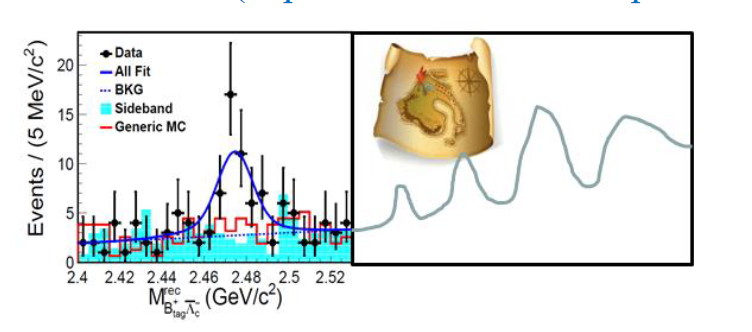 Events / (5 MeV/c²)
20
15
10
5
0
Data
All Fit
BKG
Sideband
Generic MC
2.4 2.42 2.44 2.46 2.48 2.5 2.52
M^rec_{B⁺_tag Λ̄⁻_c} (GeV/c²)